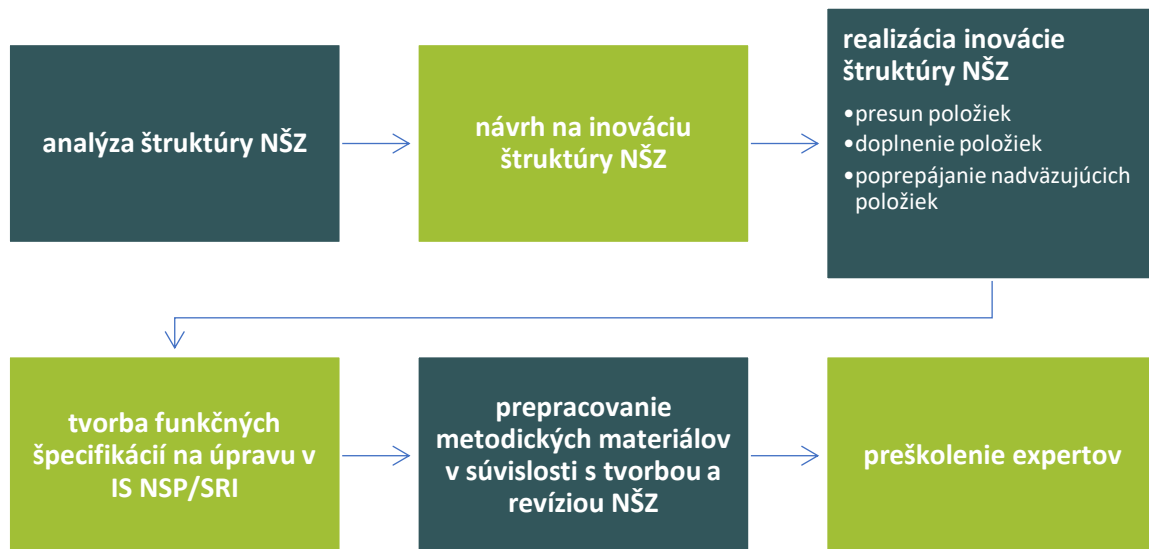 analýza štruktúry NŠZ
návrh na inováciu
štruktúry NŠZ
realizácia inovácie
štruktúry NŠZ
•presun položiek
•doplnenie položiek
•poprepájanie nadväzujúcich
položiek
tvorba funkčných
špecifikácií na úpravu v
IS NSP/SRI
prepracovanie
metodických materiálov
v súvislosti s tvorbou a
revíziou NŠZ
preškolenie expertov